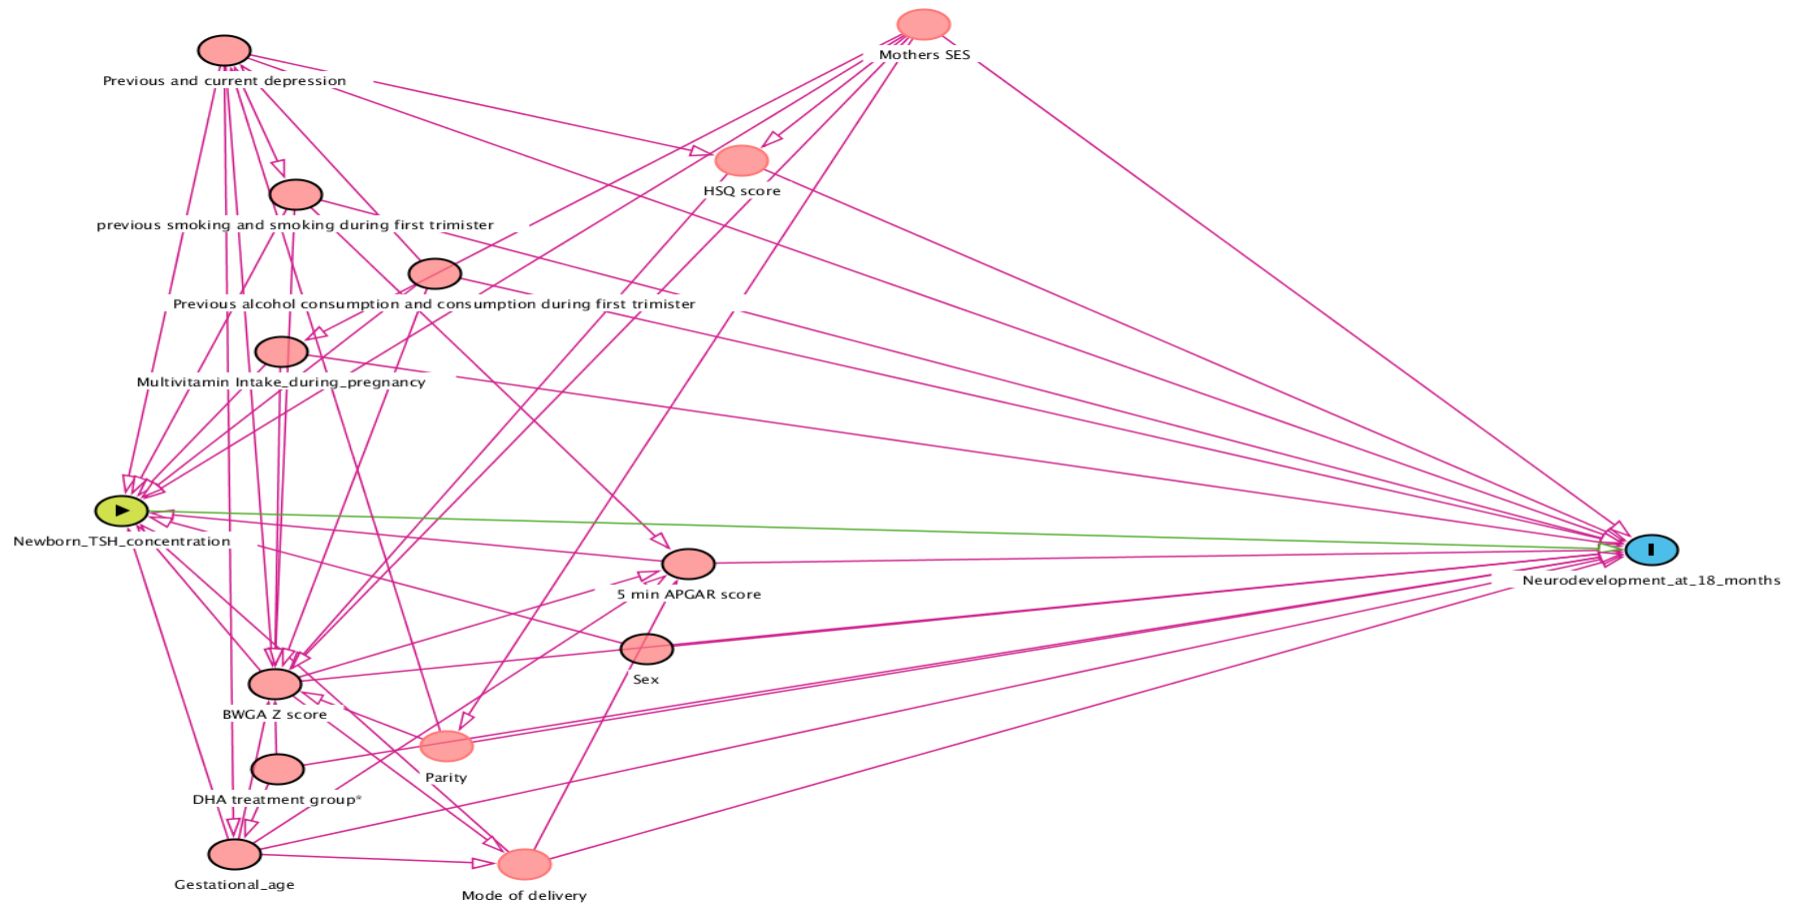 Mothers SES
Previous and current depression
HSQ score
previous smoking and smoking during first trimister
Previous alcohol consumption and consumption during first trimister
Multivitamin Intake_during_pregnancy
Newborn_TSH_concentration
Neurodevelopment_at_18_months
5 min APGAR score
Sex
BWGA Z score
Parity
DHA treatment group*
Gestational_age
Mode of delivery